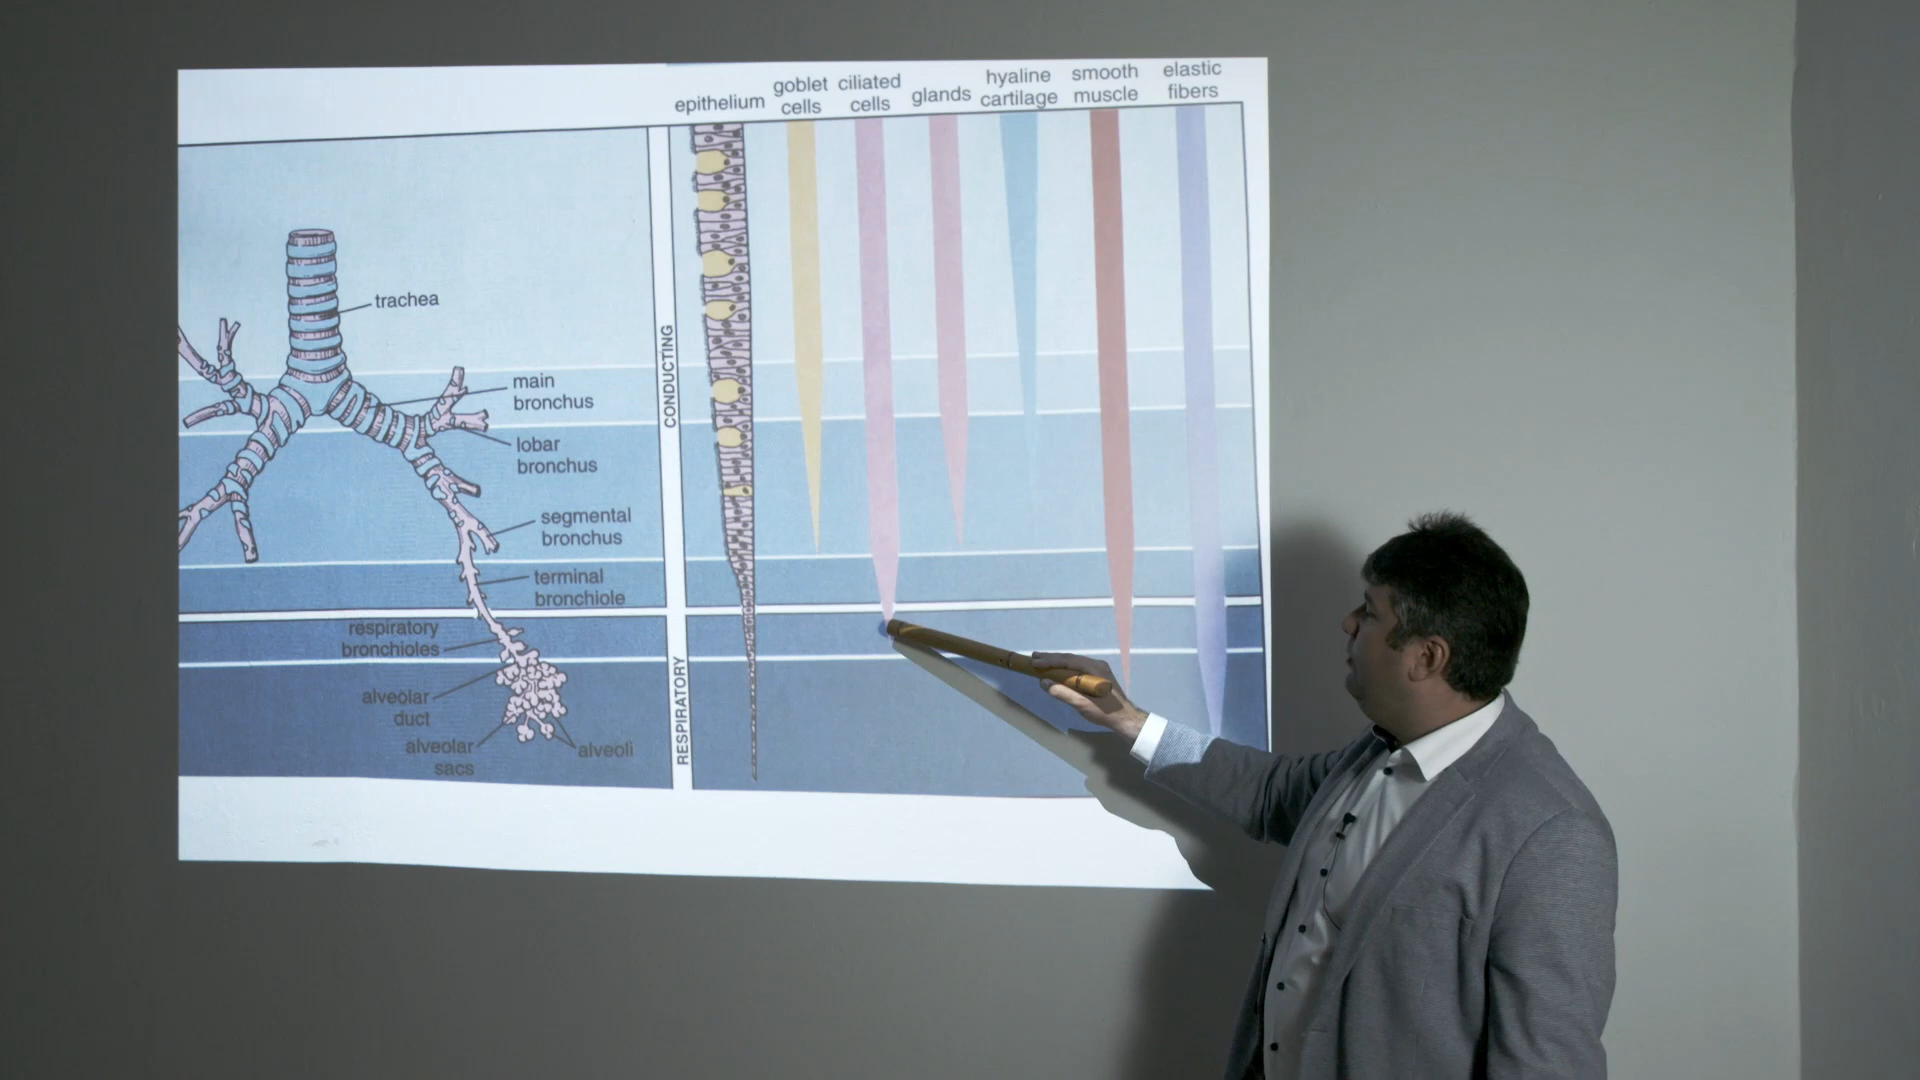 epithelium
goblet
cells
ciliated
cells
glands
hyaline
cartilage
smooth
muscle
elastic
fibers
trachea
main
bronchus
lobar
bronchus
segmental
bronchus
terminal
bronchiole
respiratory
bronchioles
alveolar
duct
alveolar
sacs
alveoli
CONDUCTING
RESPIRATORY